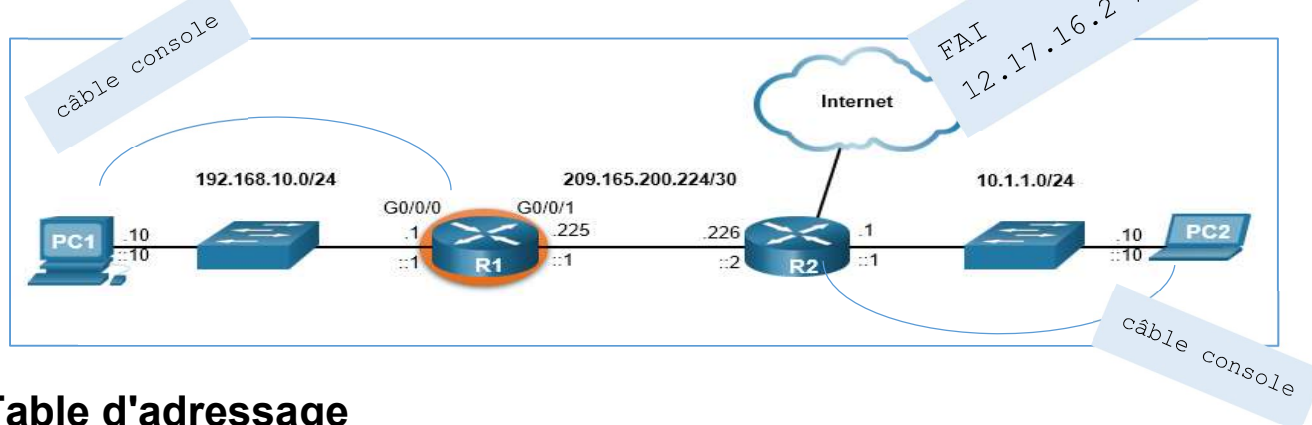 câble console
FAI
12.17.16.2
Internet
192.168.10.0/24
209.165.200.224/30
10.1.1.0/24
G0/0/0
G0/0/1
PC1
.10
::10
.1
::1
R1
.225
::1
.226
::2
R2
.1
::1
.10
::10
PC2
câble console
Table d'adressage